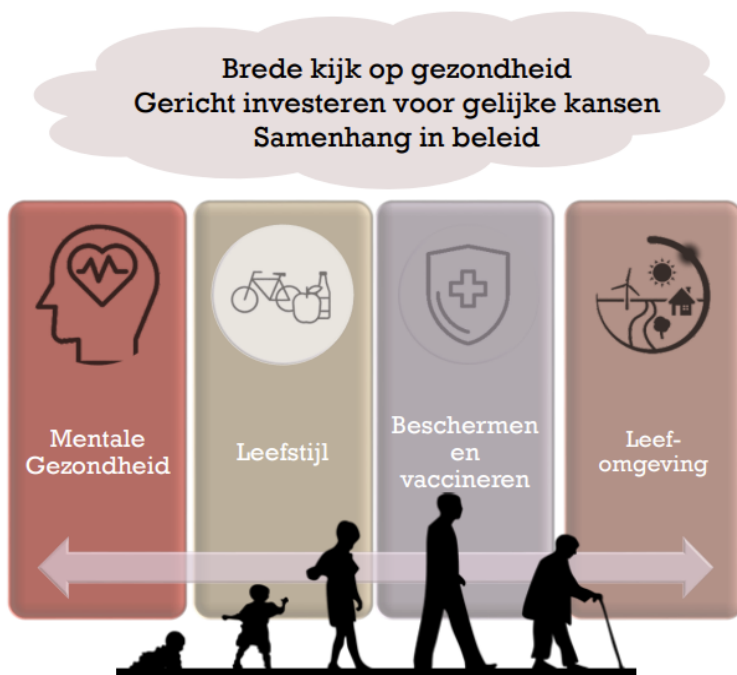 Brede kijk op gezondheid
Gericht investeren voor gelijke kansen
Samenhang in beleid
Mentale
Gezondheid
Leefstijl
Beschermen
en
vaccineren
Leef-
omgeving